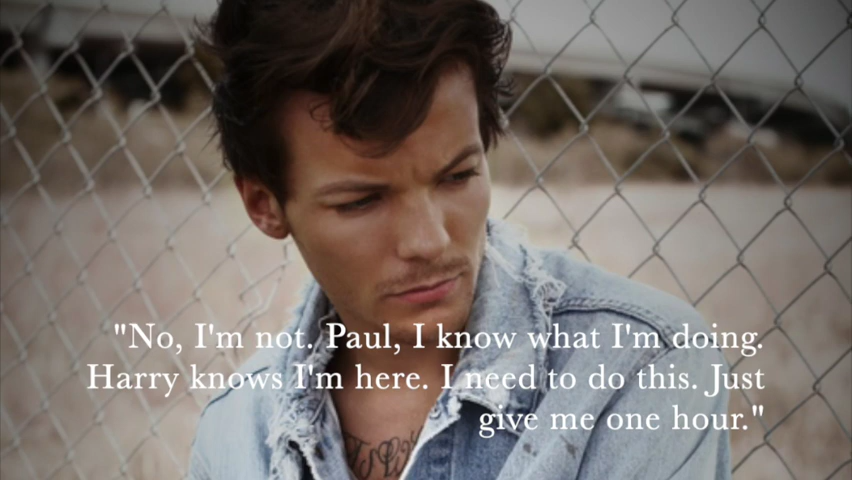 "No, I'm not. Paul, I know what I'm doing.
Harry knows I'm here. I need to do this. Just
give me one hour."